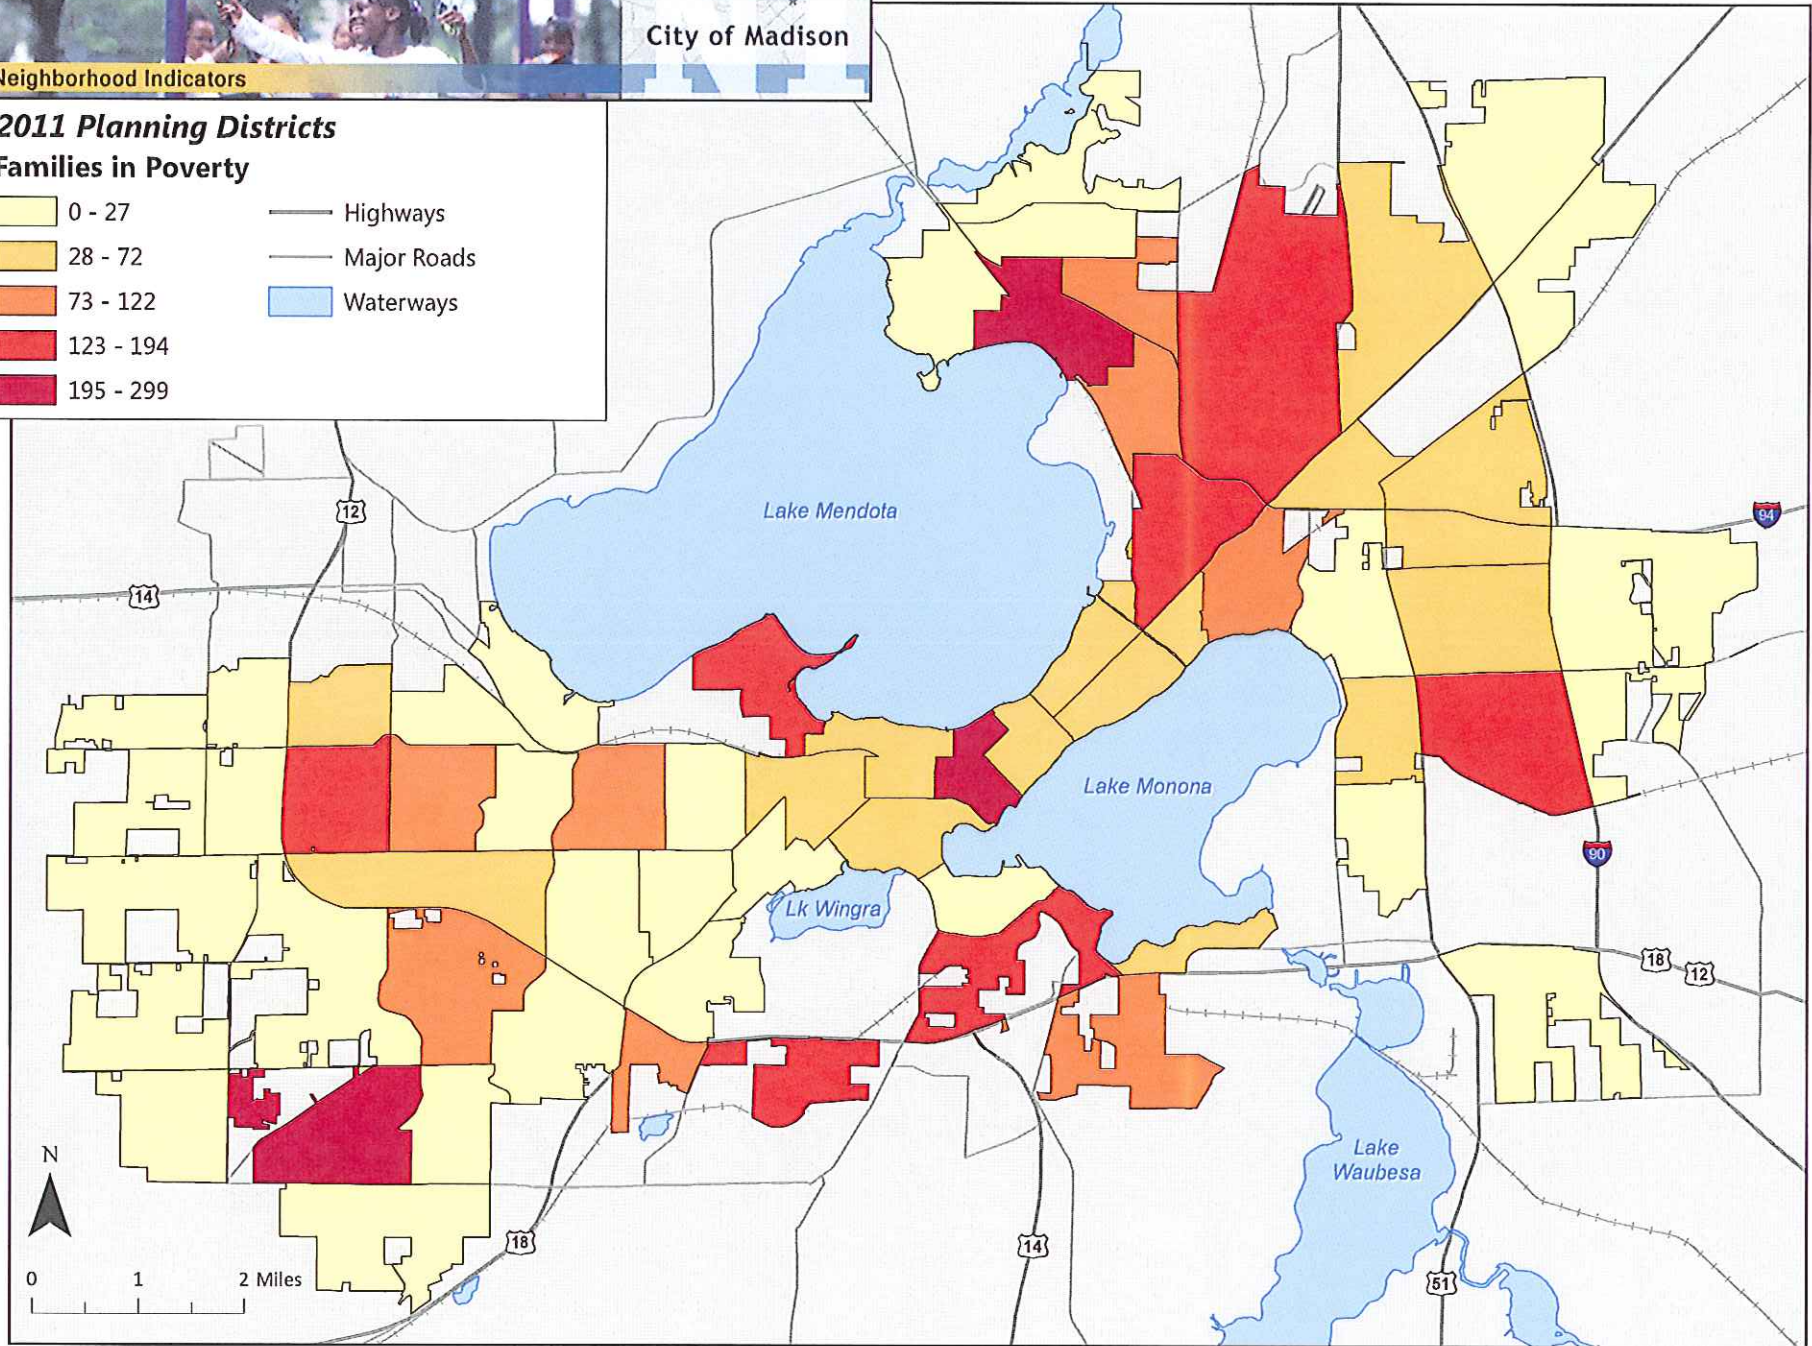 City of Madison
Neighborhood Indicators
2011 Planning Districts
Families in Poverty
0 - 27
28 - 72
73 - 122
123 - 194
195 - 299
Highways
Major Roads
Waterways
12
14
94
Lake Mendota
Lake Monona
Lk Wingra
90
18
12
Lake
Waubesa
N
18
14
51
0 1 2 Miles